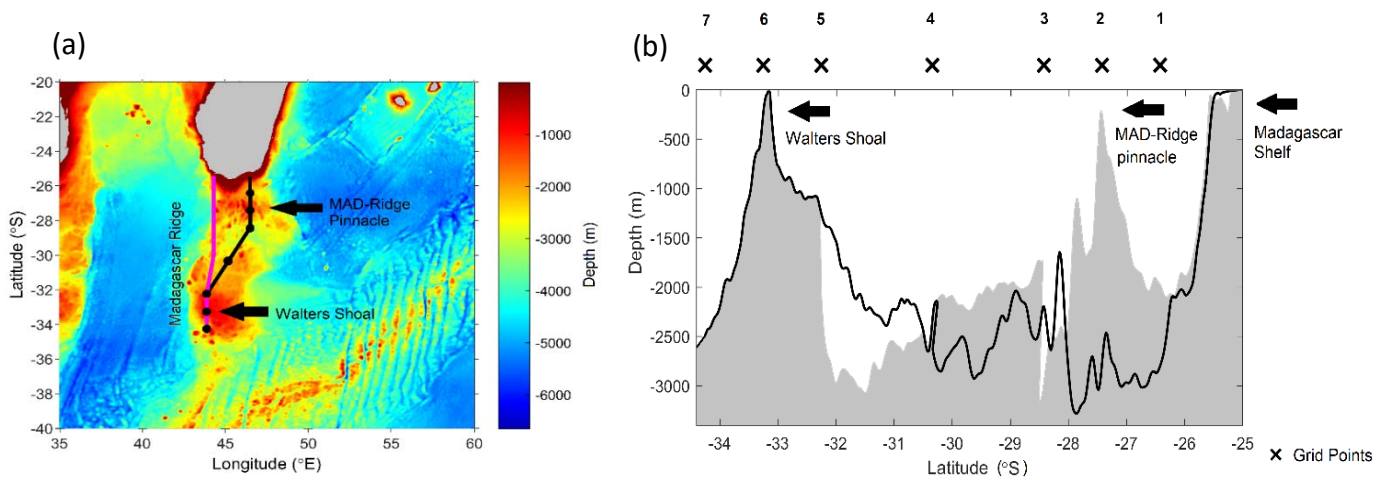 (a)
-20
-22
-24
-26
-28
-30
-32
-34
-36
-38
-40
Latitude (°S)
35
40
45
50
55
60
Longitude (°E)
Madagascar Ridge
MAD-Ridge
Pinnacle
Walters Shoal
-1000
-2000
-3000
-4000
-5000
-6000
Depth (m)
(b)
7 6 5 4 3 2 1
0
-500
-1000
-1500
-2000
-2500
-3000
Depth (m)
Walters Shoal
MAD-Ridge
pinnacle
Madagascar
Shelf
-34 -33 -32 -31 -30 -29 -28 -27 -26 -25
Latitude (°S)
Grid Points